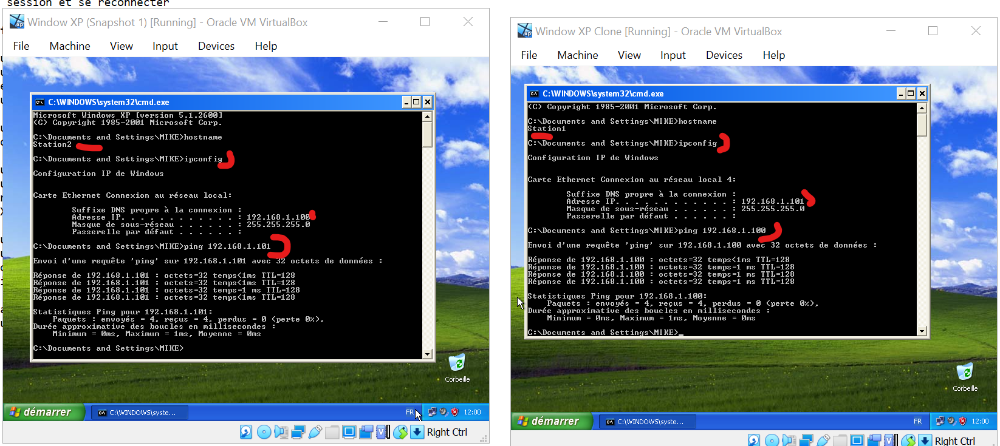 session et se reconnecter
Window XP (Snapshot 1) [Running] - Oracle VM VirtualBox
File Machine View Input Devices Help
C:\WINDOWS\system32\cmd.exe
Microsoft Windows XP [version 5.1.2600]
(C) Copyright 1985-2001 Microsoft Corp.
C:\Documents and Settings\MIKE>hostname
Station2
C:\Documents and Settings\MIKE>ipconfig
Configuration IP de Windows
Carte Ethernet Connexion au réseau local:
Suffixe DNS propre à la connexion :
Adresse IP. . . . . . . . . . . . : 192.168.1.100
Masque de sous-réseau . . . . . . : 255.255.255.0
Passerelle par défaut . . . . . . :
C:\Documents and Settings\MIKE>ping 192.168.1.101
Envoi d'une requête 'ping' sur 192.168.1.101 avec 32 octets de données :
Réponse de 192.168.1.101 : octets=32 temps<1ms TTL=128
Réponse de 192.168.1.101 : octets=32 temps<1ms TTL=128
Réponse de 192.168.1.101 : octets=32 temps=1 ms TTL=128
Réponse de 192.168.1.101 : octets=32 temps<1ms TTL=128
Statistiques Ping pour 192.168.1.101:
Paquets : envoyés = 4, reçus = 4, perdus = 0 (perte 0%),
Durée approximative des boucles en millisecondes :
Minimum = 0ms, Maximum = 1ms, Moyenne = 0ms
C:\Documents and Settings\MIKE>
Corbeille
démarrer
C:\WINDOWS\syste...
FR
12:00
Right Ctrl
Window XP Clone [Running] - Oracle VM VirtualBox
File Machine View Input Devices Help
C:\WINDOWS\system32\cmd.exe
(C) Copyright 1985-2001 Microsoft Corp.
C:\Documents and Settings\MIKE>hostname
Station1
C:\Documents and Settings\MIKE>ipconfig
Configuration IP de Windows
Carte Ethernet Connexion au réseau local 4:
Suffixe DNS propre à la connexion :
Adresse IP. . . . . . . . . . . . : 192.168.1.101
Masque de sous-réseau . . . . . . : 255.255.255.0
Passerelle par défaut . . . . . . :
C:\Documents and Settings\MIKE>ping 192.168.1.100
Envoi d'une requête 'ping' sur 192.168.1.100 avec 32 octets de données :
Réponse de 192.168.1.100 : octets=32 temps<1ms TTL=128
Réponse de 192.168.1.100 : octets=32 temps=1 ms TTL=128
Réponse de 192.168.1.100 : octets=32 temps=1 ms TTL=128
Réponse de 192.168.1.100 : octets=32 temps=1 ms TTL=128
Statistiques Ping pour 192.168.1.100:
Paquets : envoyés = 4, reçus = 4, perdus = 0 (perte 0%),
Durée approximative des boucles en millisecondes :
Minimum = 0ms, Maximum = 1ms, Moyenne = 0ms
C:\Documents and Settings\MIKE>_
Corbeille
démarrer
C:\WINDOWS\syste...
FR
12:00
Right Ctrl